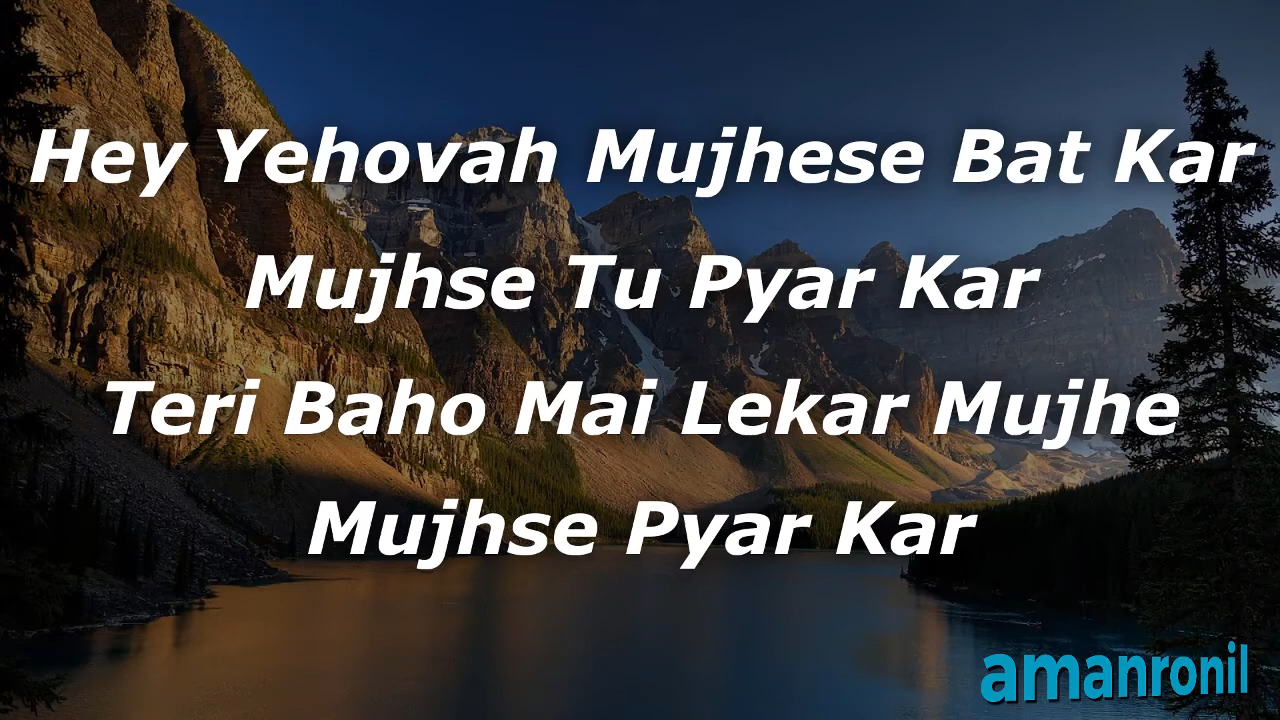 Hey Yehovah Mujhese Bat Kar
Mujhse Tu Pyar Kar
Teri Baho Mai Lekar Mujhe
Mujhse Pyar Kar
amanronil